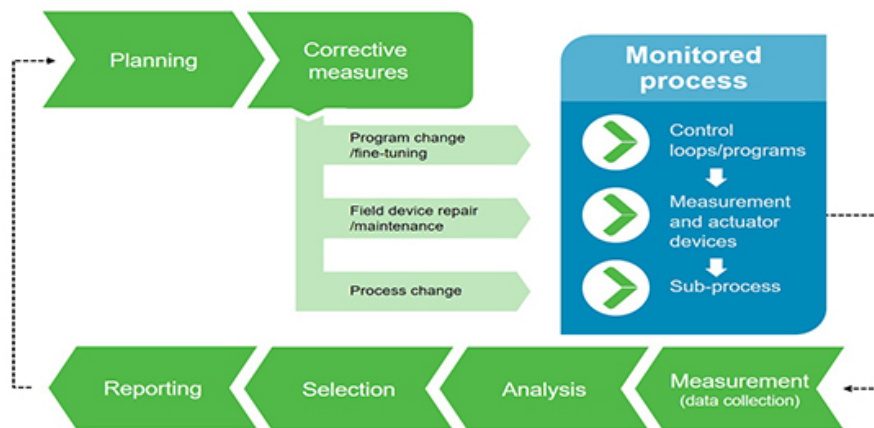 Planning
Corrective
measures
Monitored
process
Program change
/fine-tuning
Control
loops/programs
Field device repair
/maintenance
Measurement
and actuator
devices
Process change
Sub-process
Reporting
Selection
Analysis
Measurement
(data collection)